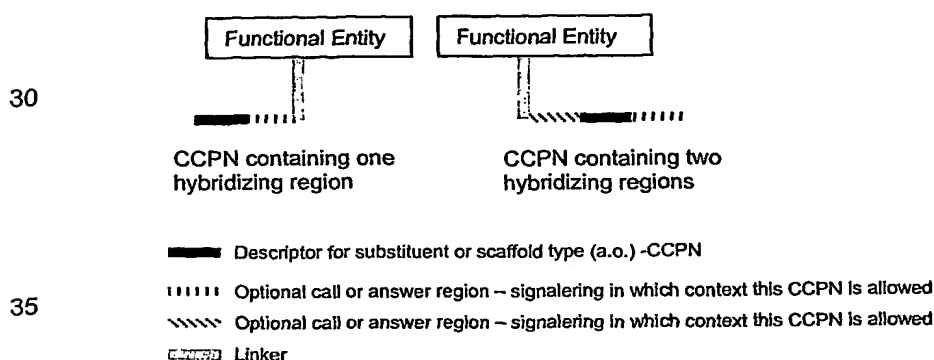 Functional Entity Functional Entity
30
CCPN containing one CCPN containing two
hybridizing region hybridizing regions
Descriptor for substituent or scaffold type (a.o.) -CCPN
Optional call or answer region – signalering in which context this CCPN is allowed
35
Optional call or answer region – signalering in which context this CCPN is allowed
Linker